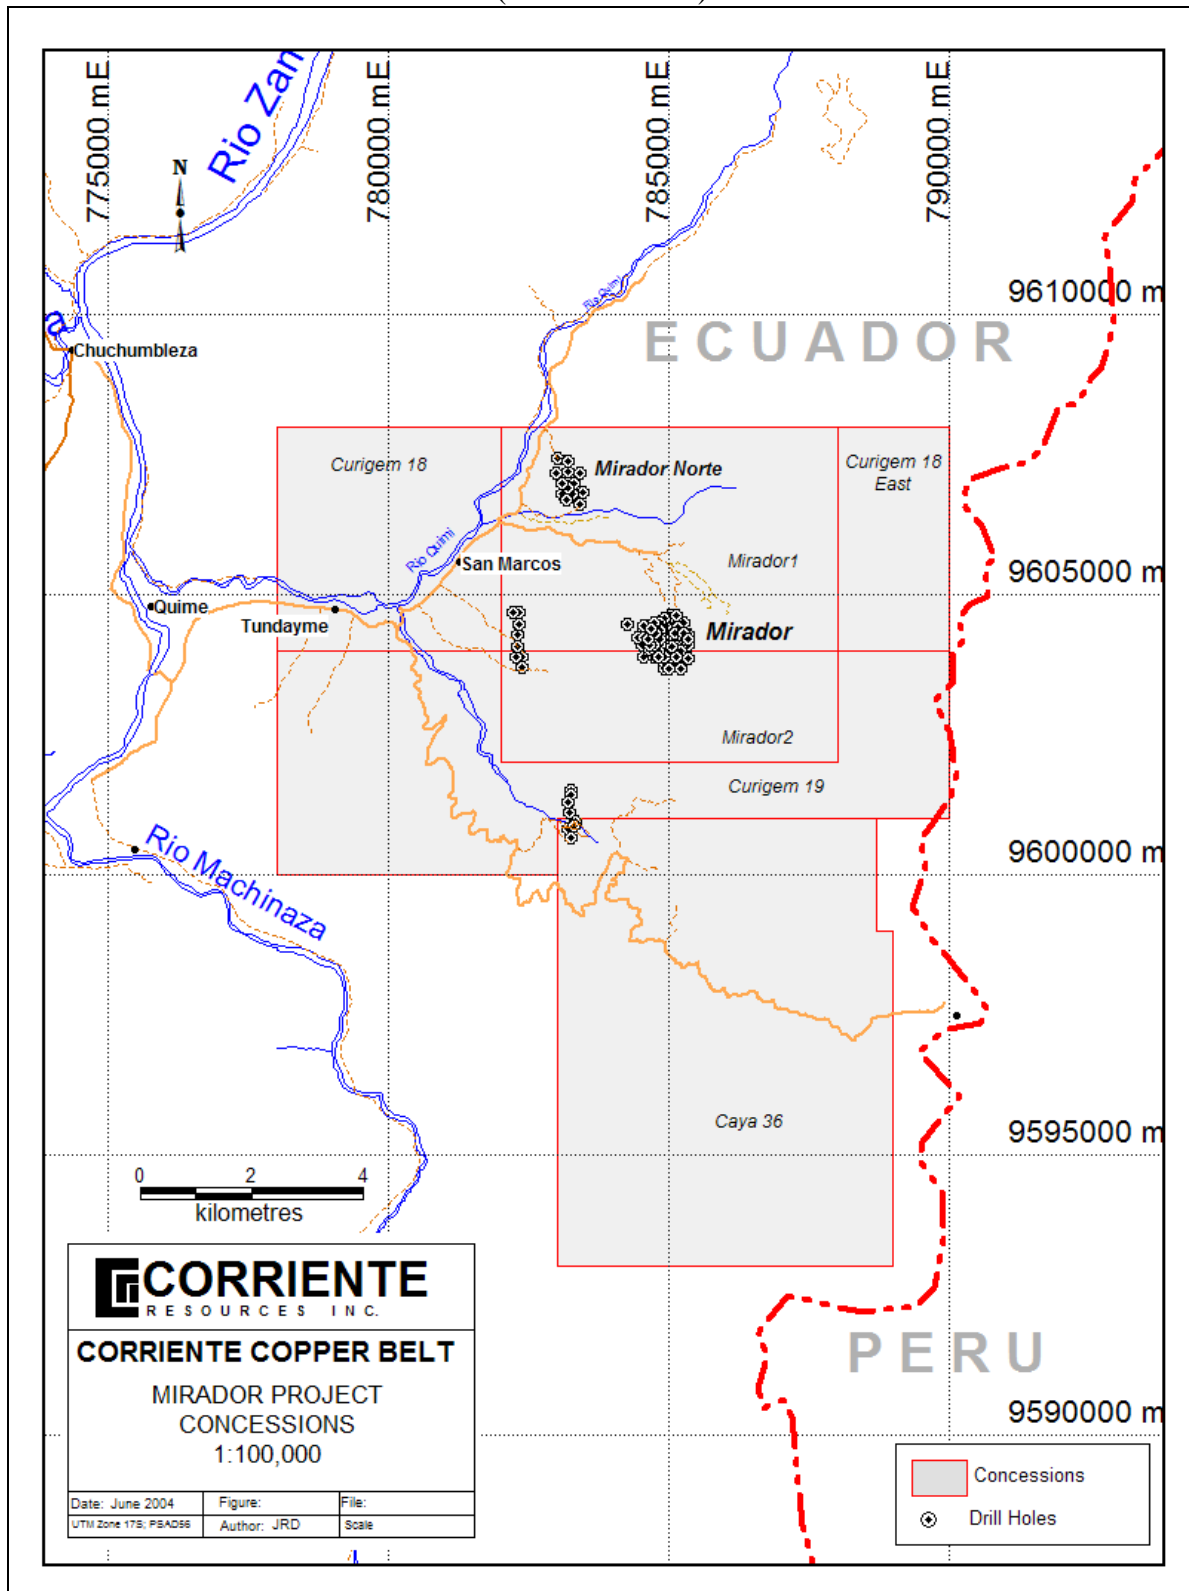 775000 mE
780000 mE
785000 mE
790000 mE
Rio Zan
N
Rio Quimi
9610000 m
ECUADOR
Chuchumbleza
Curigem 18
Mirador Norte
Curigem 18
East
Rio Quimi
San Marcos
Mirador1
9605000 m
Quime
Tundayme
Mirador
Mirador2
Curigem 19
Rio Machinaza
9600000 m
Caya 36
9595000 m
0 2 4
kilometres
CORRIENTE
RESOURCES INC.
CORRIENTE COPPER BELT
MIRADOR PROJECT
CONCESSIONS
1:100,000
Date: June 2004 Figure: File:
UTM Zone 17S; PSAD56 Author: JRD Scale
PERU
9590000 m
Concessions
Drill Holes